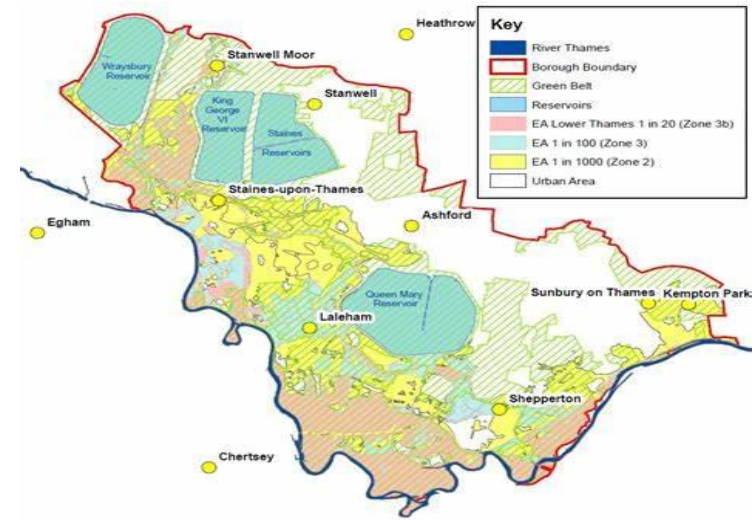 Heathrow
Stanwell Moor
Wraysbury
Reservoir
King
George
VI
Reservoir
Stanwell
Staines
Reservoirs
Staines-upon-Thames
Egham
Ashford
Queen Mary
Reservoir
Sunbury on Thames
Kempton Park
Laleham
Shepperton
Chertsey
Key
River Thames
Borough Boundary
Green Belt
Reservoirs
EA Lower Thames 1 in 20 (Zone 3b)
EA 1 in 100 (Zone 3)
EA 1 in 1000 (Zone 2)
Urban Area